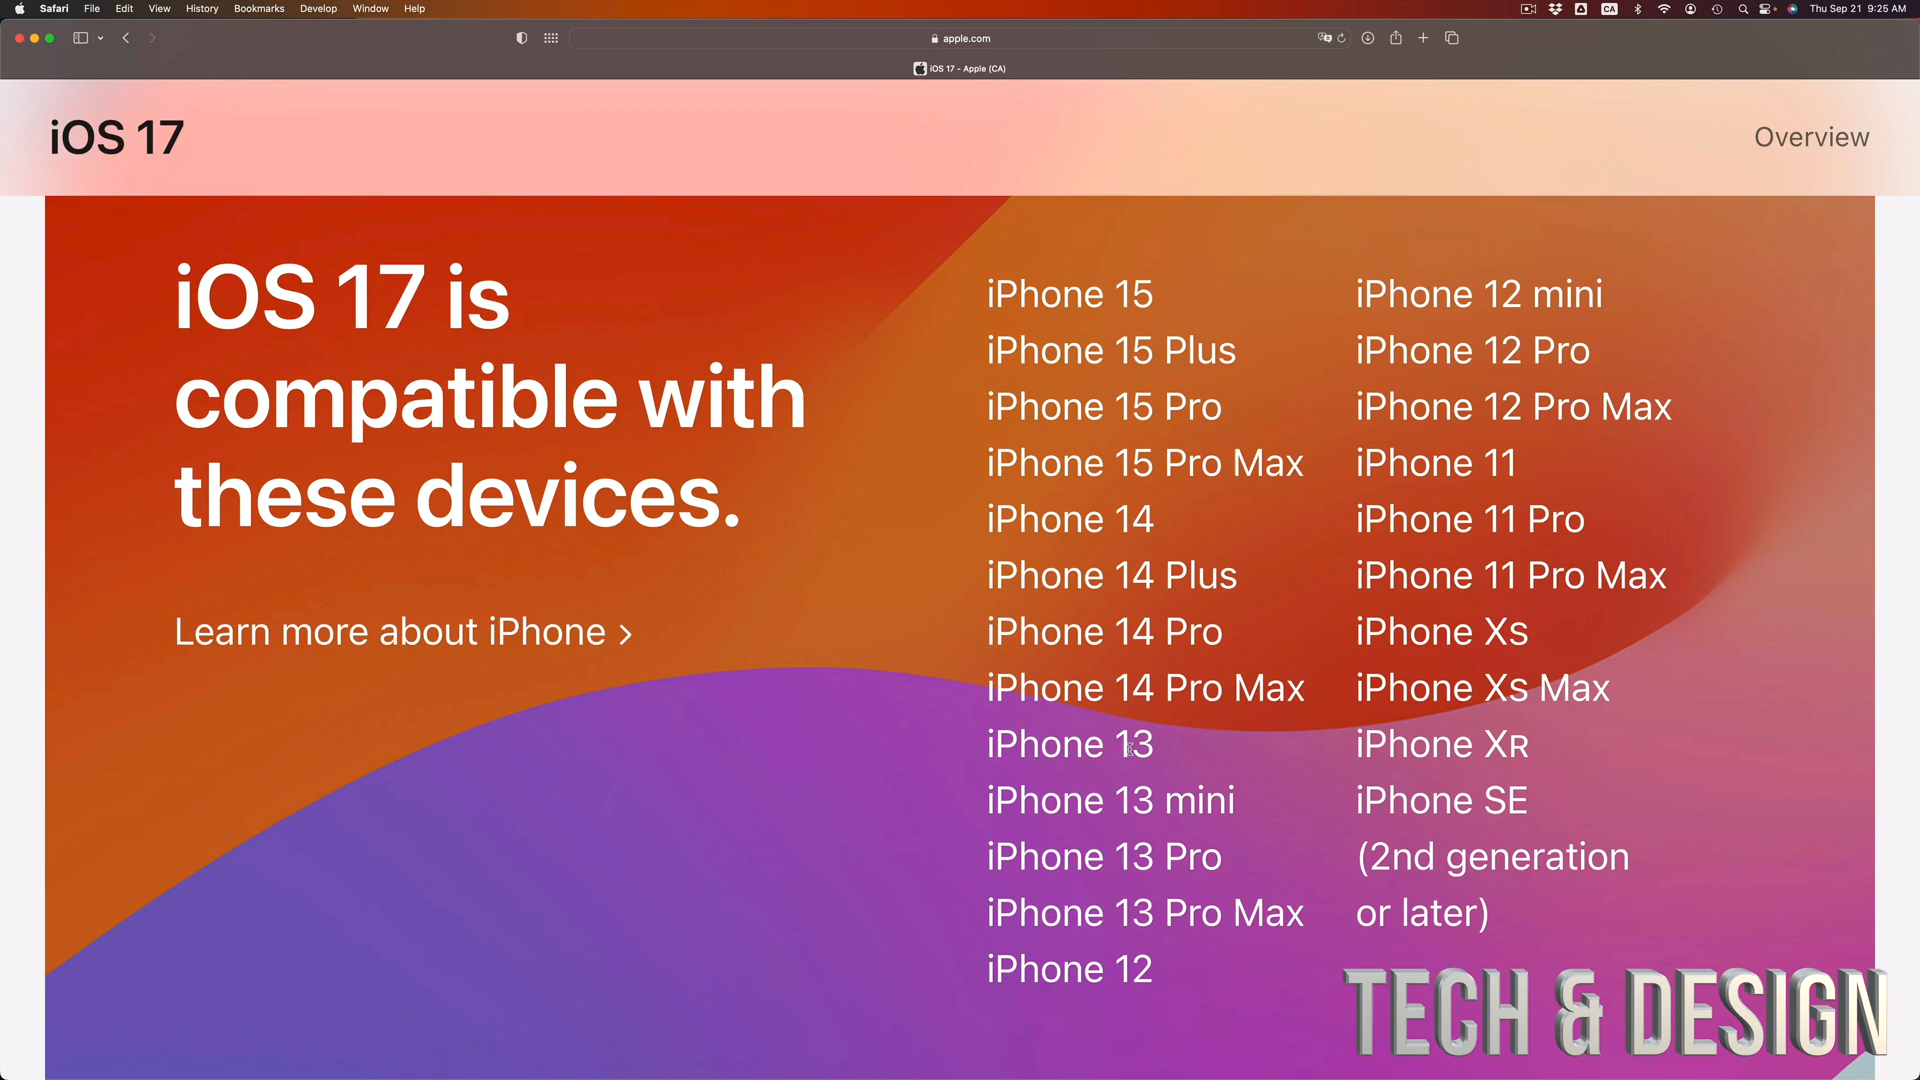 Safari File Edit View History Bookmarks Develop Window Help
CA
Thu Sep 21 9:25 AM
apple.com
iOS 17 - Apple (CA)
iOS 17
Overview
iOS 17 is
compatible with
these devices.
Learn more about iPhone >
iPhone 15
iPhone 15 Plus
iPhone 15 Pro
iPhone 15 Pro Max
iPhone 14
iPhone 14 Plus
iPhone 14 Pro
iPhone 14 Pro Max
iPhone 13
iPhone 13 mini
iPhone 13 Pro
iPhone 13 Pro Max
iPhone 12
iPhone 12 mini
iPhone 12 Pro
iPhone 12 Pro Max
iPhone 11
iPhone 11 Pro
iPhone 11 Pro Max
iPhone Xs
iPhone Xs Max
iPhone XR
iPhone SE
(2nd generation
or later)
TECH & DESIGN